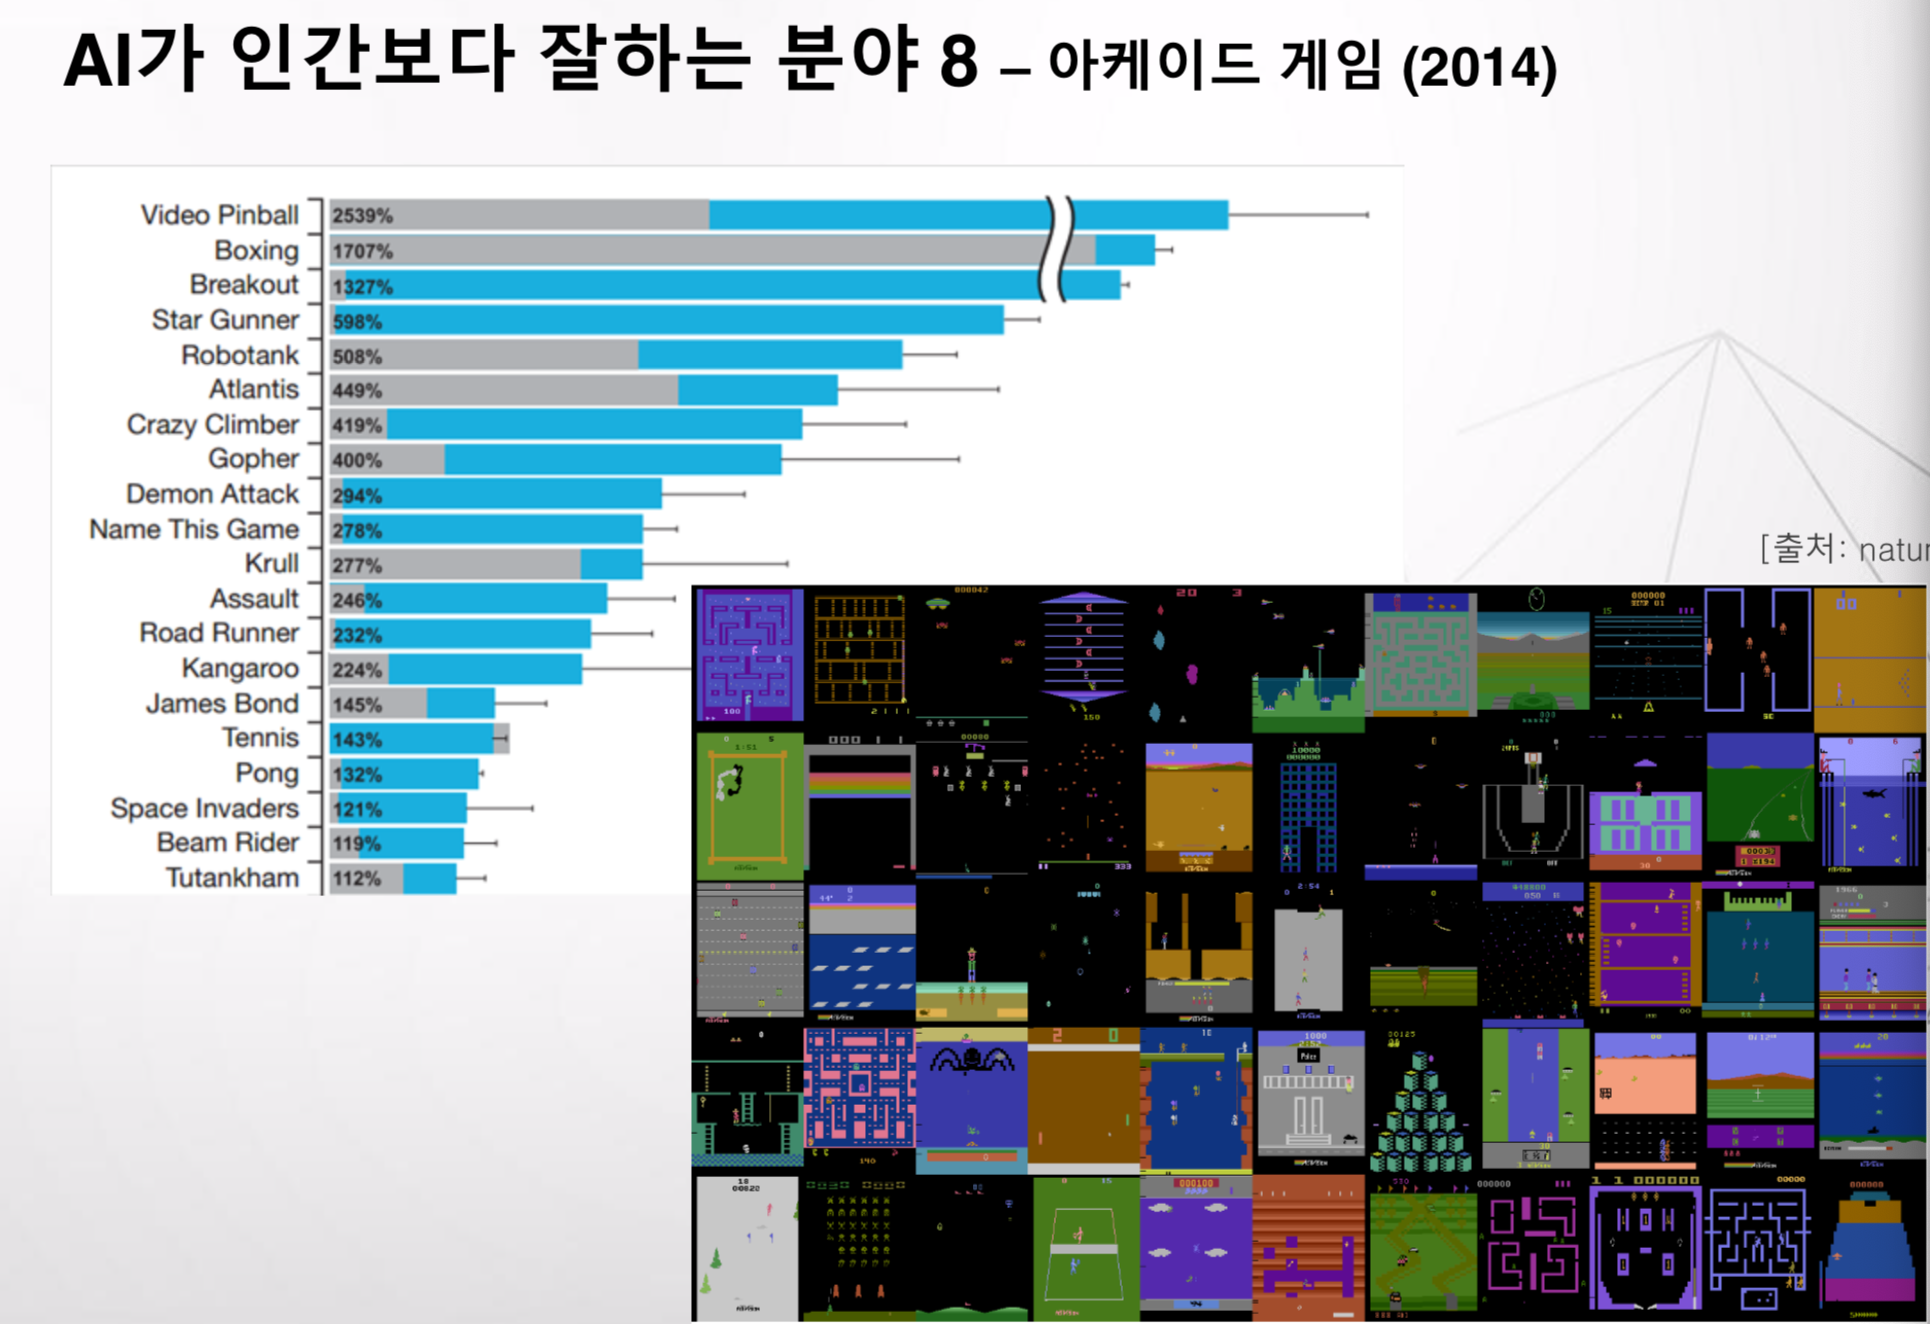 AI가 인간보다 잘하는 분야 8 – 아케이드 게임 (2014)
Video Pinball 2539%
Boxing 1707%
Breakout 1327%
Star Gunner 598%
Robotank 508%
Atlantis 449%
Crazy Climber 419%
Gopher 400%
Demon Attack 294%
Name This Game 278%
Krull 277%
Assault 246%
Road Runner 232%
Kangaroo 224%
James Bond 145%
Tennis 143%
Pong 132%
Space Invaders 121%
Beam Rider 119%
Tutankham 112%
[출처: natur